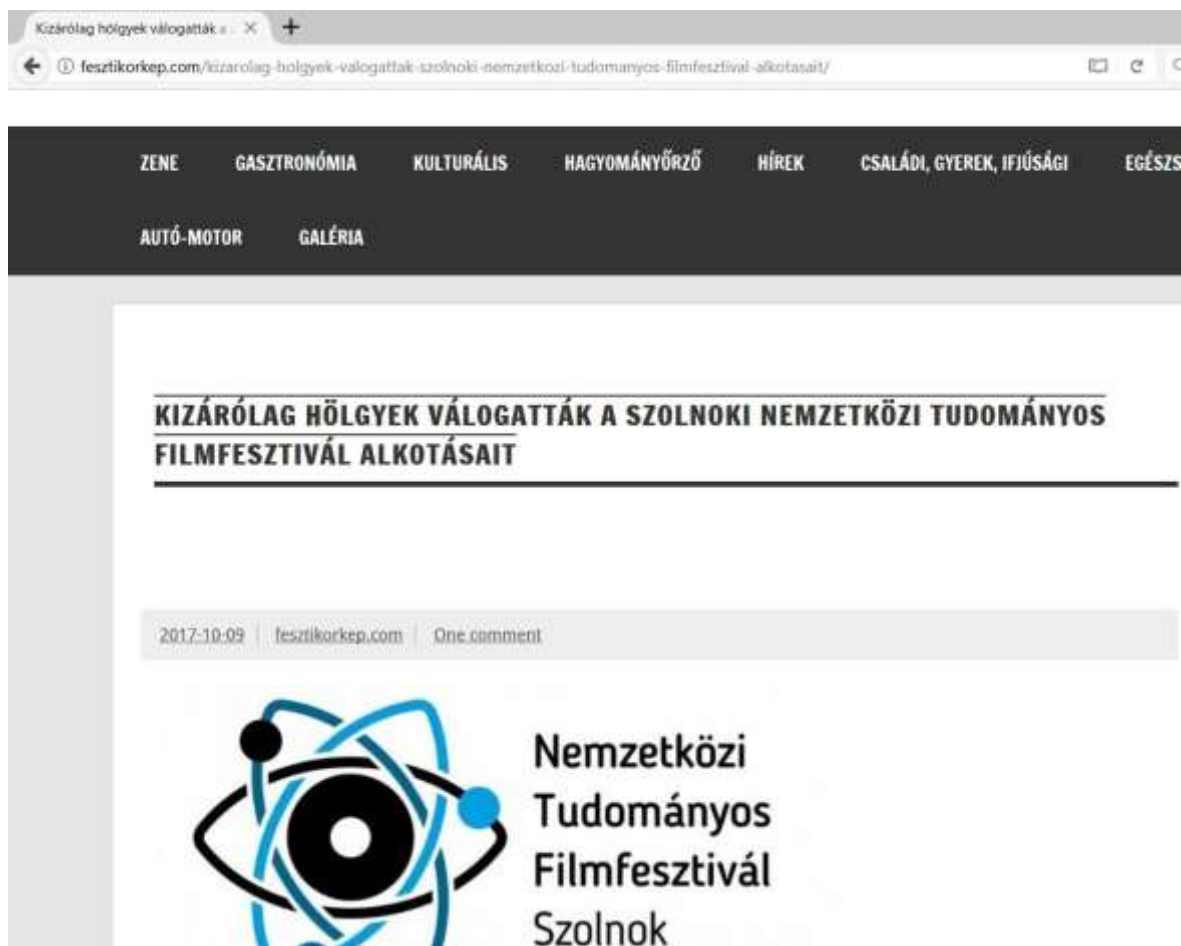 Kizárólag hölgyek válogatták a
fesztikorkep.com/kizarolag-holgyek-valogattak-szolnoki-nemzetkozi-tudomanyos-filmfesztival-alkotasait/
ZENE GASZTRONÓMIA KULTURÁLIS HAGYOMÁNYŐRZŐ HÍREK CSALÁDI, GYEREK, IFJÚSÁGI EGÉSZS
AUTÓ-MOTOR GALÉRIA
KIZÁRÓLAG HÖLGYEK VÁLOGATTÁK A SZOLNOKI NEMZETKÖZI TUDOMÁNYOS
FILMFESZTIVÁL ALKOTÁSAIT
2017-10-09 fesztikorkep.com One comment
Nemzetközi
Tudományos
Filmfesztivál
Szolnok